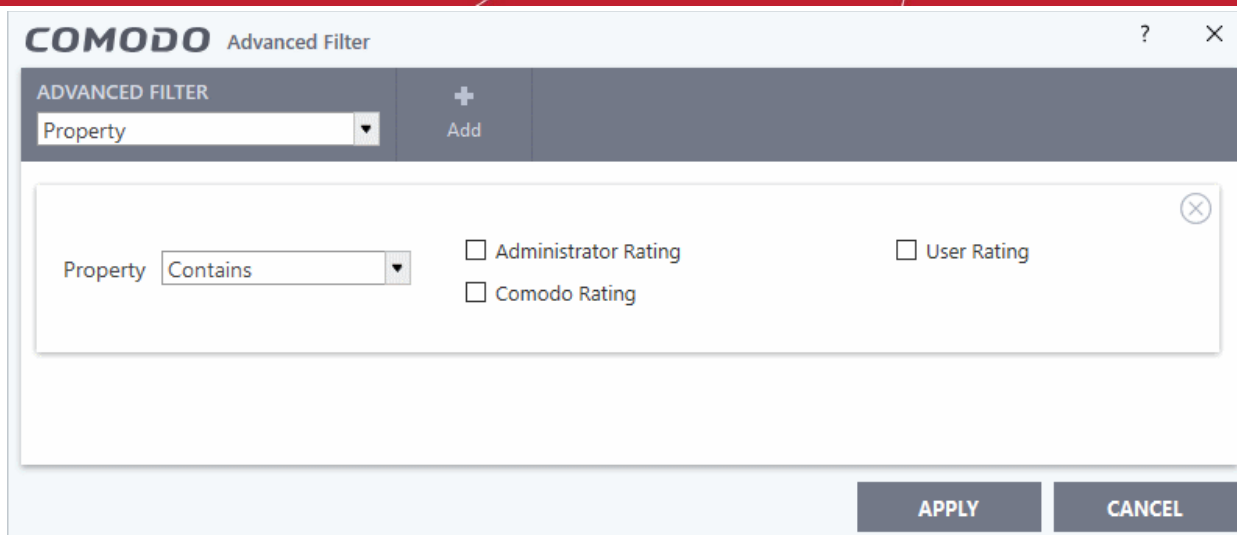 COMODO Advanced Filter ?
ADVANCED FILTER
Property
Add
Property Contains
Administrator Rating
User Rating
Comodo Rating
APPLY
CANCEL